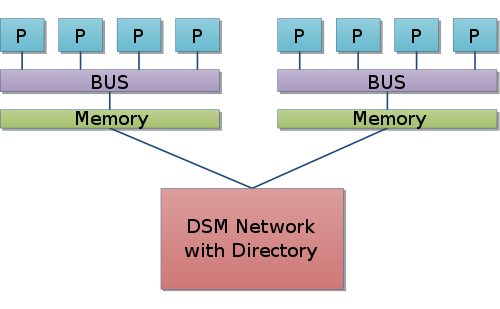 P P P P P P P P
BUS BUS
Memory Memory
DSM Network
with Directory